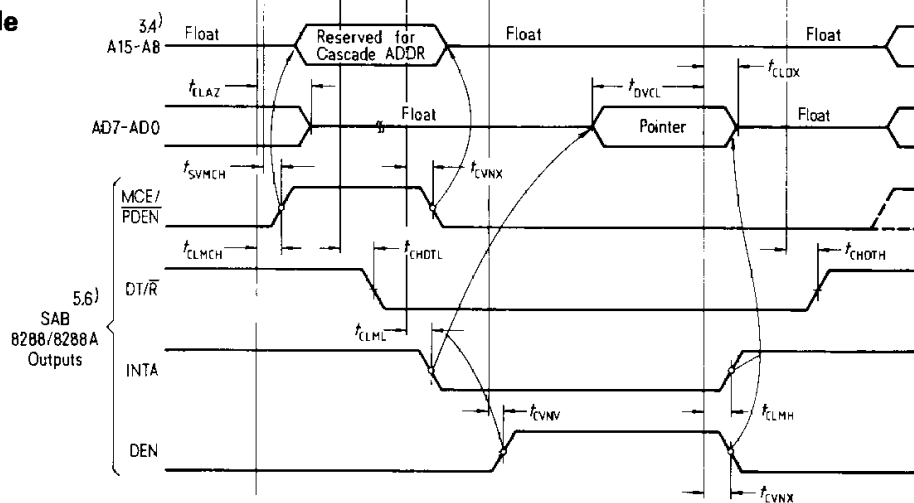 le
3.4)
A15-A8
Float
Reserved for
Cascade ADDR
Float
Float
tCLAZ
tDVCL
tCLDX
AD7-AD0
Float
Pointer
Float
tSVMCH
tCVNX
MCE/
PDEN
tCLMCH
tCHDTL
tCHDTH
5.6)
SAB
8288/8288A
Outputs
DT/R
tCLML
INTA
tCVNV
tCLMH
DEN
tCVNX